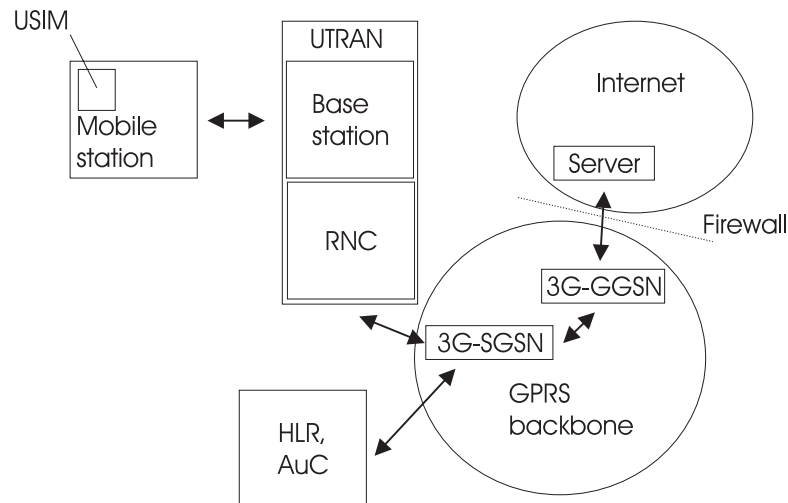 USIM
Mobile
station
UTRAN
Base
station
RNC
Internet
Server
Firewall
3G-GGSN
3G-SGSN
GPRS
backbone
HLR,
AuC